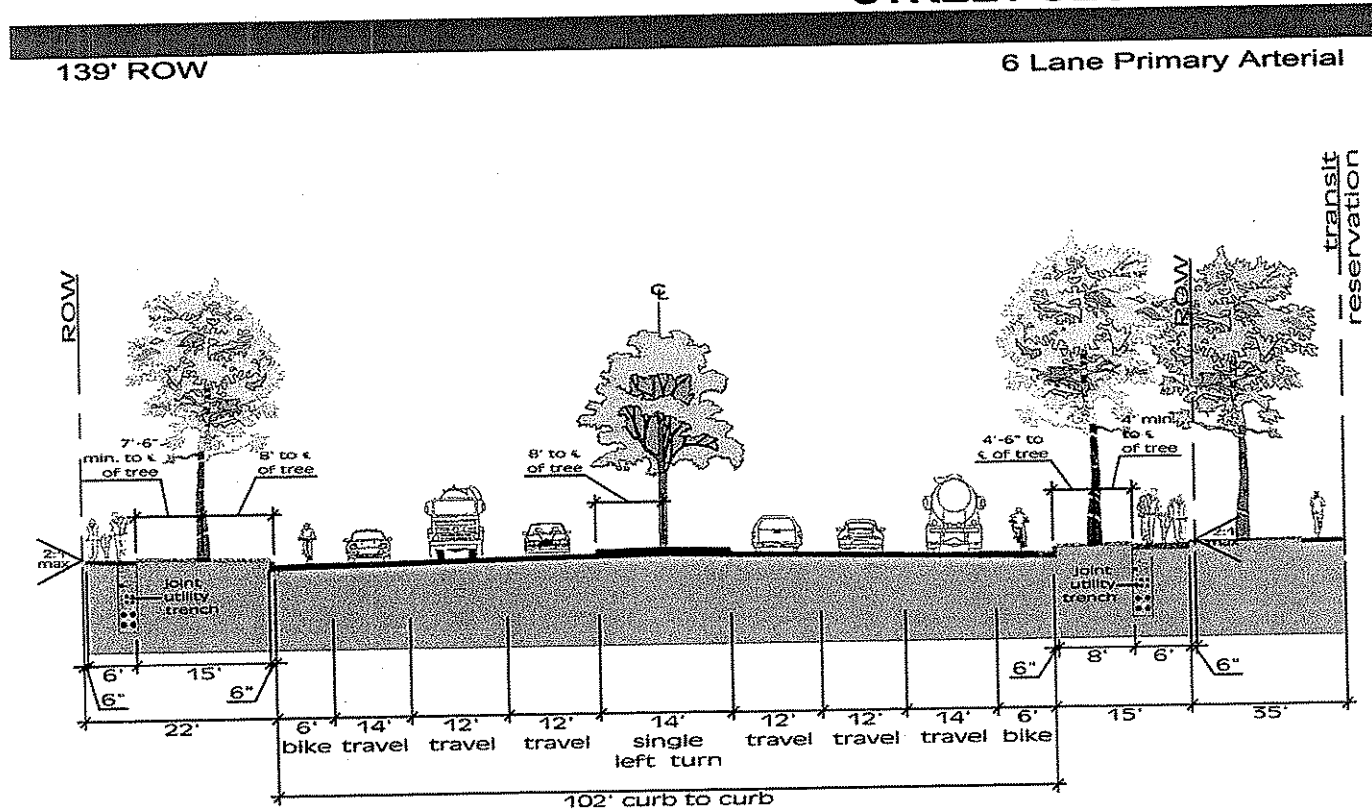 139' ROW
6 Lane Primary Arterial
transit
reservation
ROW
ROW
℄
7'-6"
min. to ℄
of tree
8' to ℄
of tree
8' to ℄
of tree
4'-6" to
℄ of tree
4' min.
to ℄
of tree
2:1
max
2:1
max
joint
utility
trench
joint
utility
trench
6' 15' 8' 6'
6" 6" 6" 6"
22' 6' 14' 12' 12' 14' 12' 12' 14' 6' 15' 35'
bike travel travel travel single travel travel travel bike
left turn
102' curb to curb